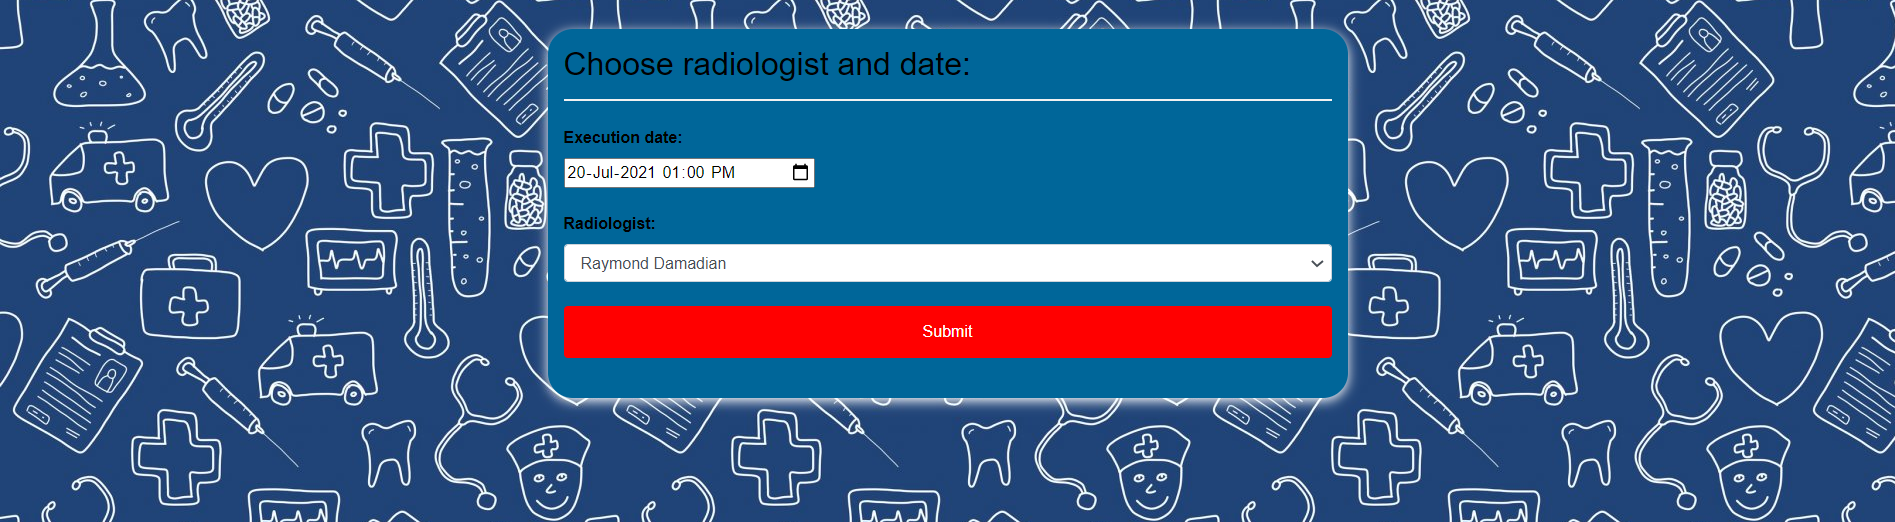 Choose radiologist and date:
Execution date:
20-Jul-2021 01:00 PM
Radiologist:
Raymond Damadian
Submit